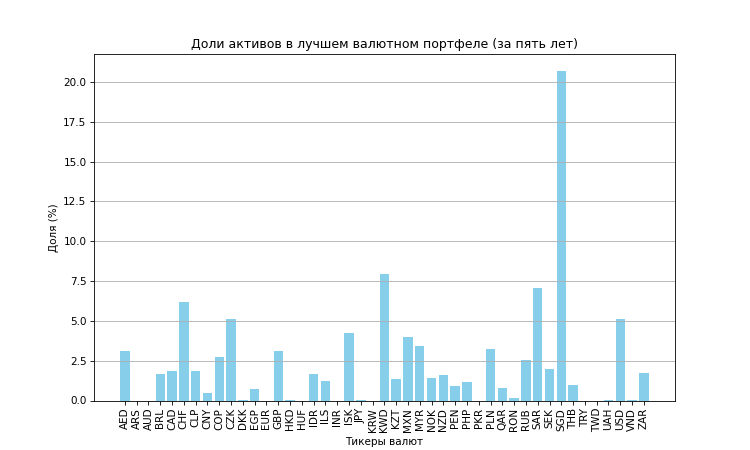 Доли активов в лучшем валютном портфеле (за пять лет)
20.0
17.5
15.0
12.5
10.0
7.5
5.0
2.5
0.0
Доля (%)
AED ARS AUD BRL CAD CHF CLP CNY COP CZK DKK EGP EUR GBP HKD HUF IDR ILS INR ISK JPY KRW KWD KZT MXN MYR NOK NZD PEN PHP PKR PLN QAR RON RUB SAR SEK SGD THB TRY TWD UAH USD VND ZAR
Тикеры валют